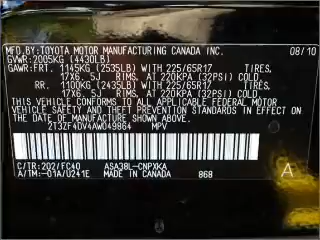 MFD.BY:TOYOTA MOTOR MANUFACTURING CANADA INC. 08/10
GVWR:2005KG (4430LB)
GAWR:FRT. 1145KG (2535LB) WITH 225/65R17 TIRES,
17X6.5J RIMS, AT 220KPA (32PSI) COLD
RR. 1100KG (2435LB) WITH 225/65R17 TIRES,
17X6.5J RIMS, AT 220KPA (32PSI) COLD
THIS VEHICLE CONFORMS TO ALL APPLICABLE FEDERAL MOTOR
VEHICLE SAFETY AND THEFT PREVENTION STANDARDS IN EFFECT ON
THE DATE OF MANUFACTURE SHOWN ABOVE.
2T3ZF4DV4AW049864 MPV
C/TR:202/FC40 ASA38L-CNPXKA A
A/TM:-01A/U241E MADE IN CANADA 868